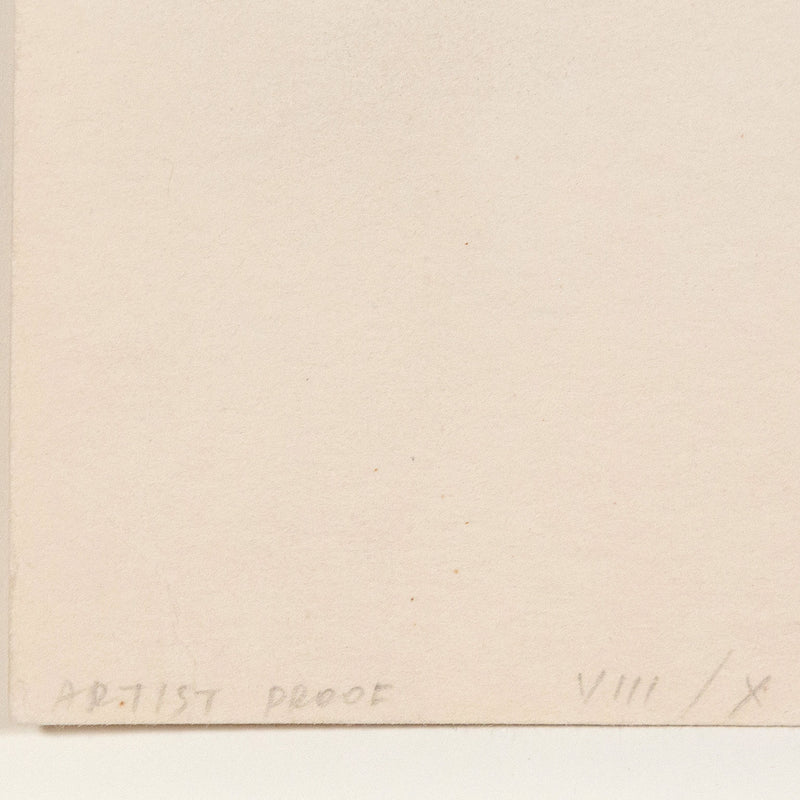 ARTIST PROOF VIII / X